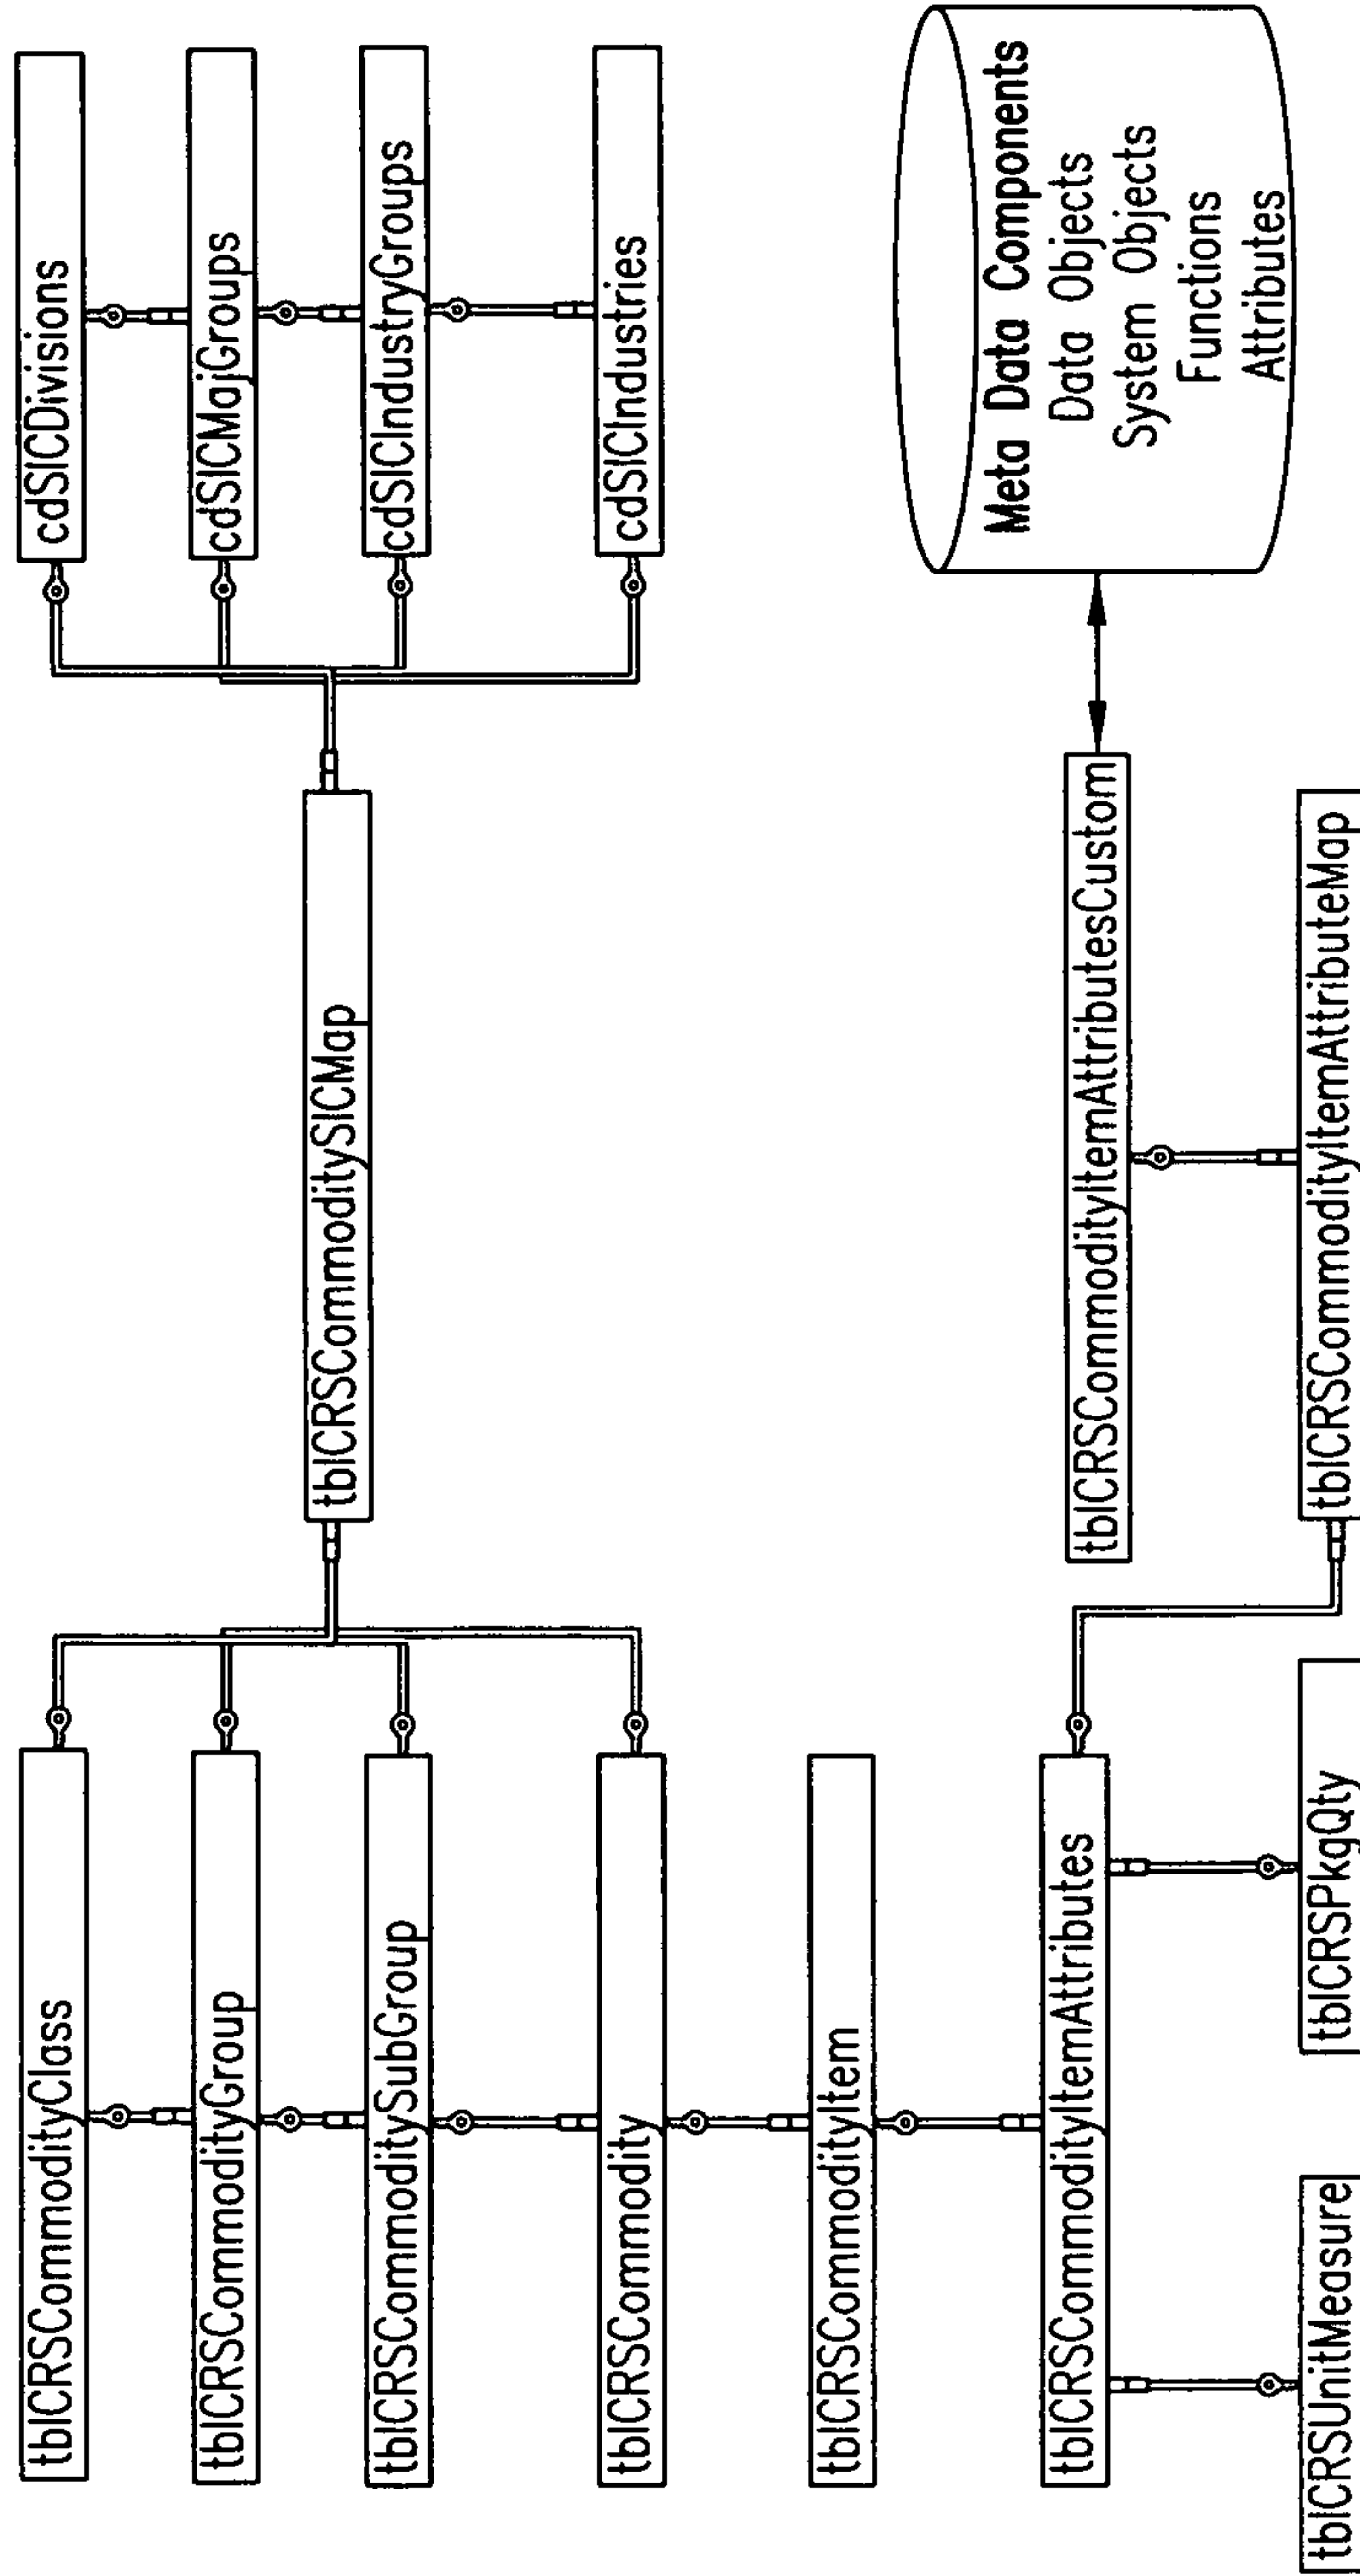 tblCRSCommodityClass
tblCRSCommodityGroup
tblCRSCommoditySubGroup
tblCRSCommodity
tblCRSCommodityItem
tblCRSCommodityItemAttributes
tblCRSUnitMeasure
tblCRSPkgQty
tblCRSCommoditySICMap
tblCRSCommodityItemAttributesCustom
tblCRSCommodityItemAttributeMap
cdSICDivisions
cdSICMajGroups
cdSICIndustryGroups
cdSICIndustries
Meta Data Components
Data Objects
System Objects
Functions
Attributes